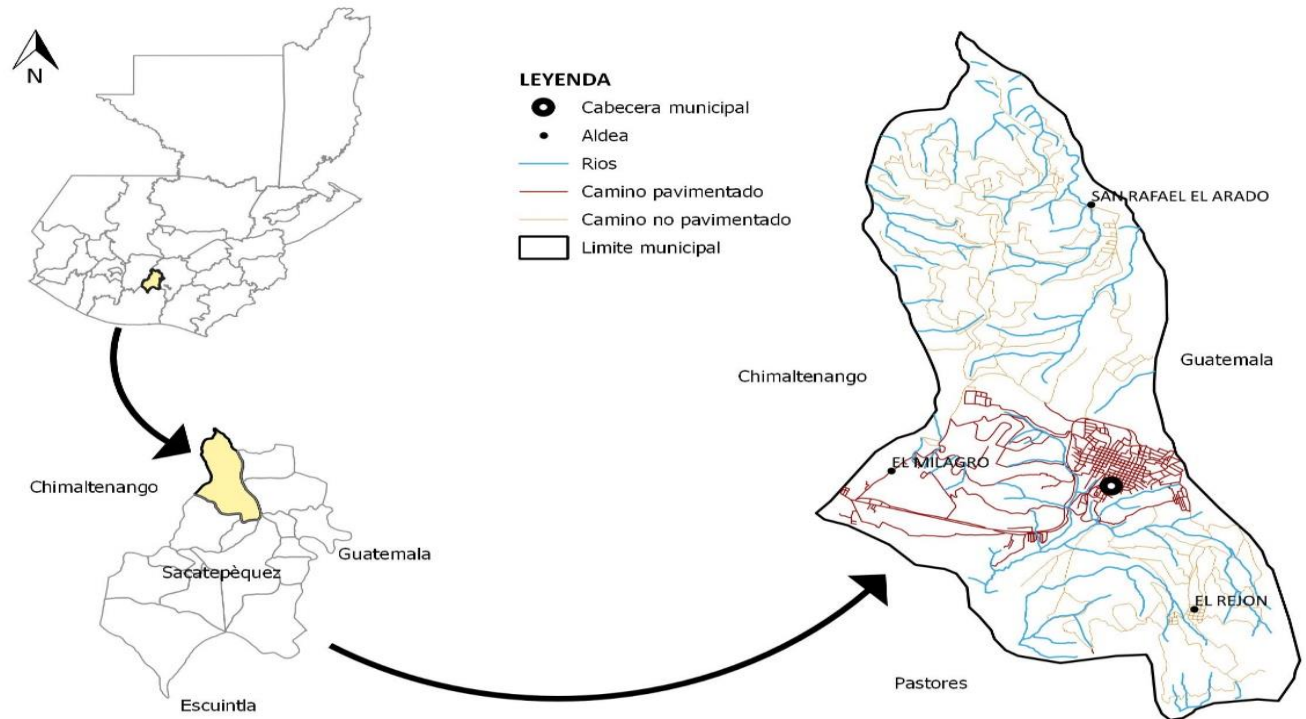 N
LEYENDA
Cabecera municipal
Aldea
Rios
Camino pavimentado
Camino no pavimentado
Limite municipal
Chimaltenango
Guatemala
Sacatepèquez
Escuintla
SAN RAFAEL EL ARADO
Chimaltenango
Guatemala
EL MILAGRO
EL REJON
Pastores